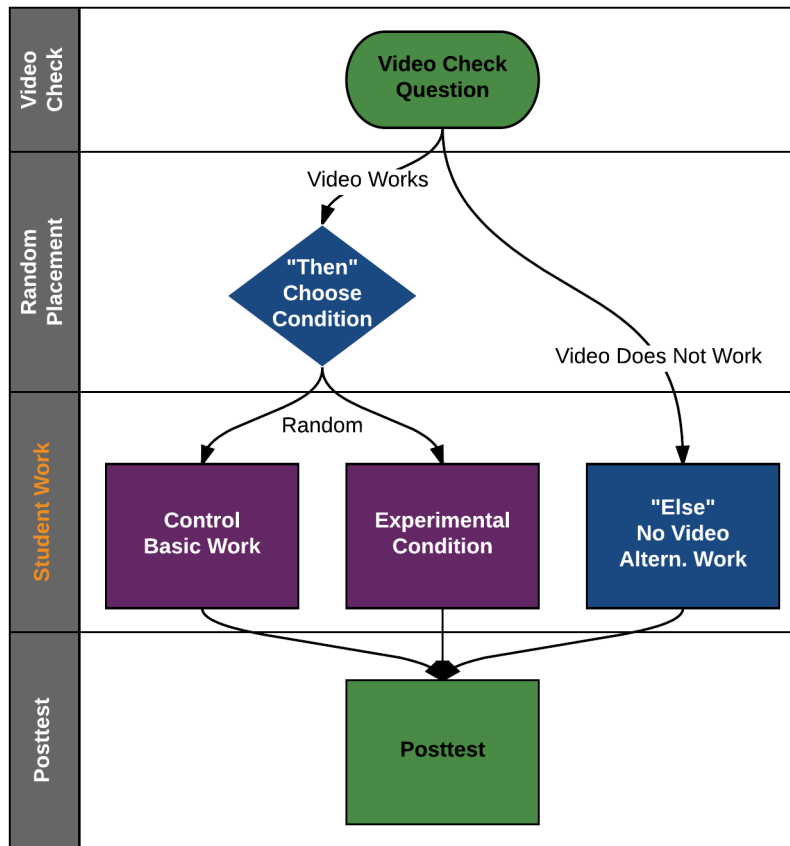 Video
Check
Video Check
Question
Video Works
Random
Placement
"Then"
Choose
Condition
Video Does Not Work
Random
Student Work
Control
Basic Work
Experimental
Condition
"Else"
No Video
Altern. Work
Posttest
Posttest